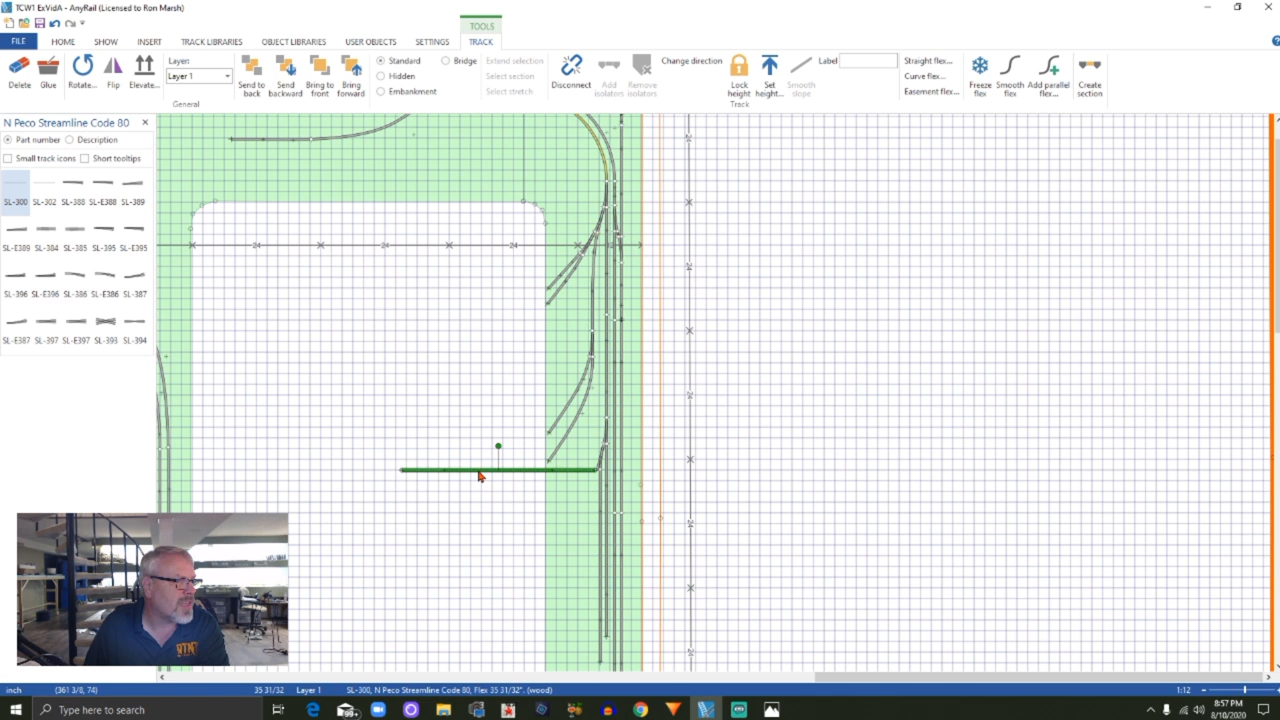 TCW1 ExVidA - AnyRail (Licensed to Ron Marsh)
TOOLS
FILE HOME SHOW INSERT TRACK LIBRARIES OBJECT LIBRARIES USER OBJECTS SETTINGS TRACK
Layer:
Layer 1
Delete Glue Rotate... Flip Elevate...
Send to back
Send backward
Bring to front
Bring forward
General
Standard Bridge
Hidden
Embankment
Extend selection
Select section
Select stretch
Disconnect
Add isolators
Remove isolators
Change direction
Lock height
Set height...
Smooth slope
Label
Track
Straight flex...
Curve flex...
Easement flex...
Freeze flex
Smooth flex
Add parallel flex...
Create section
N Peco Streamline Code 80
Part number Description
Small track icons Short tooltips
SL-300 SL-302 SL-388 SL-E388 SL-389
SL-E389 SL-384 SL-385 SL-395 SL-E395
SL-396 SL-E396 SL-386 SL-E386 SL-387
SL-E387 SL-397 SL-E397 SL-393 SL-394
24 24 24
24
24
24
24
24
inch (361 3/8, 74) 35 31/32 Layer 1 SL-300, N Peco Streamline Code 80, Flex 35 31/32". (wood) 1:12
Type here to search
99+
8:57 PM
8/10/2020